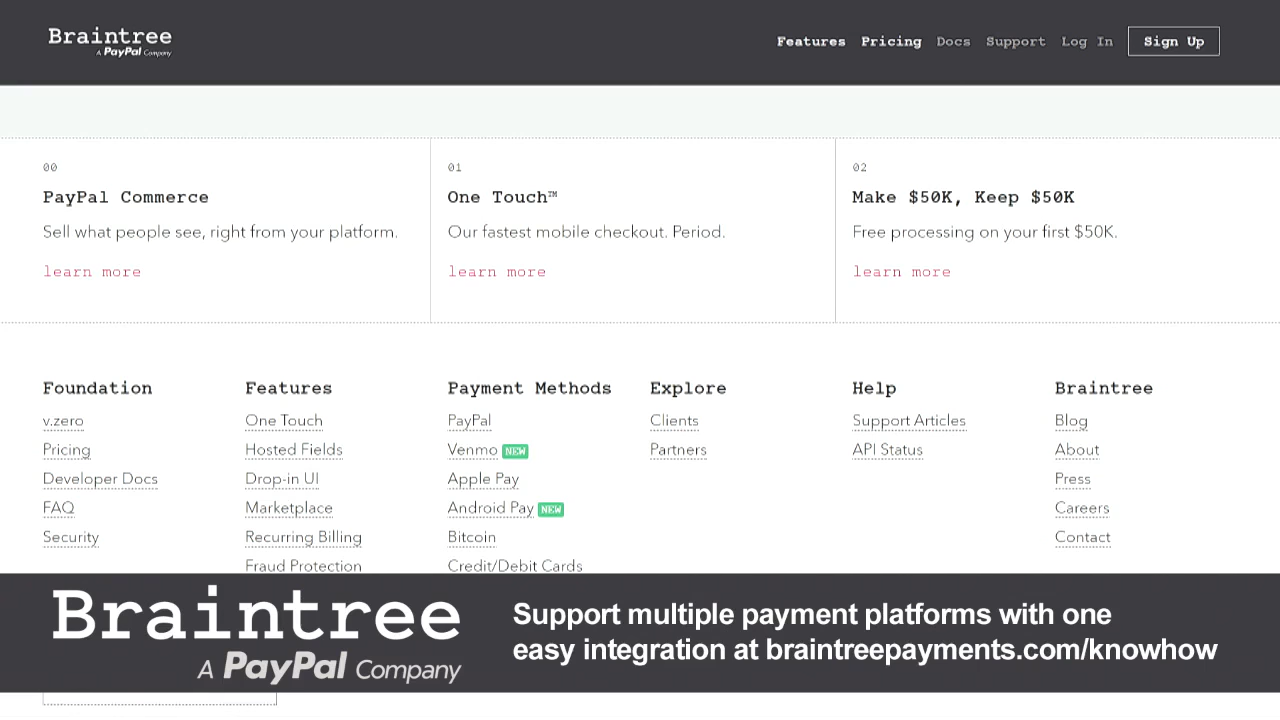 Braintree
A PayPal Company
Features Pricing Docs Support Log In Sign Up
00
PayPal Commerce
Sell what people see, right from your platform.
learn more
01
One Touch™
Our fastest mobile checkout. Period.
learn more
02
Make $50K, Keep $50K
Free processing on your first $50K.
learn more
Foundation
v.zero
Pricing
Developer Docs
FAQ
Security
Features
One Touch
Hosted Fields
Drop-in UI
Marketplace
Recurring Billing
Fraud Protection
Payment Methods
PayPal
Venmo NEW
Apple Pay
Android Pay NEW
Bitcoin
Credit/Debit Cards
Explore
Clients
Partners
Help
Support Articles
API Status
Braintree
Blog
About
Press
Careers
Contact
Braintree
A PayPal Company
Support multiple payment platforms with one
easy integration at braintreepayments.com/knowhow